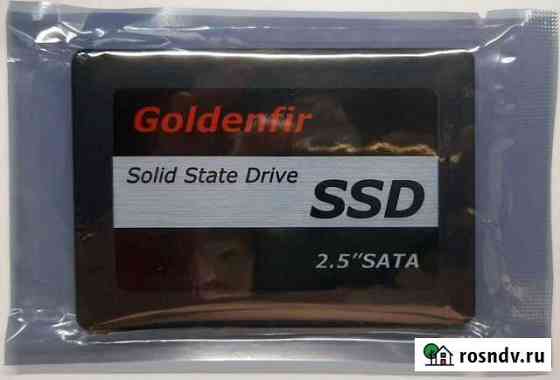 Goldenfir
Solid State Drive
SSD
2.5"SATA
rosndv.ru